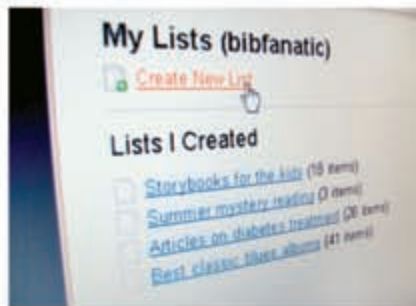 My Lists (bibfanatic)
Create New List
Lists I Created
Storybooks for the kids (18 items)
Summer mystery reading (3 items)
Articles on diabetes treatment (26 items)
Best classic blues albums (41 items)